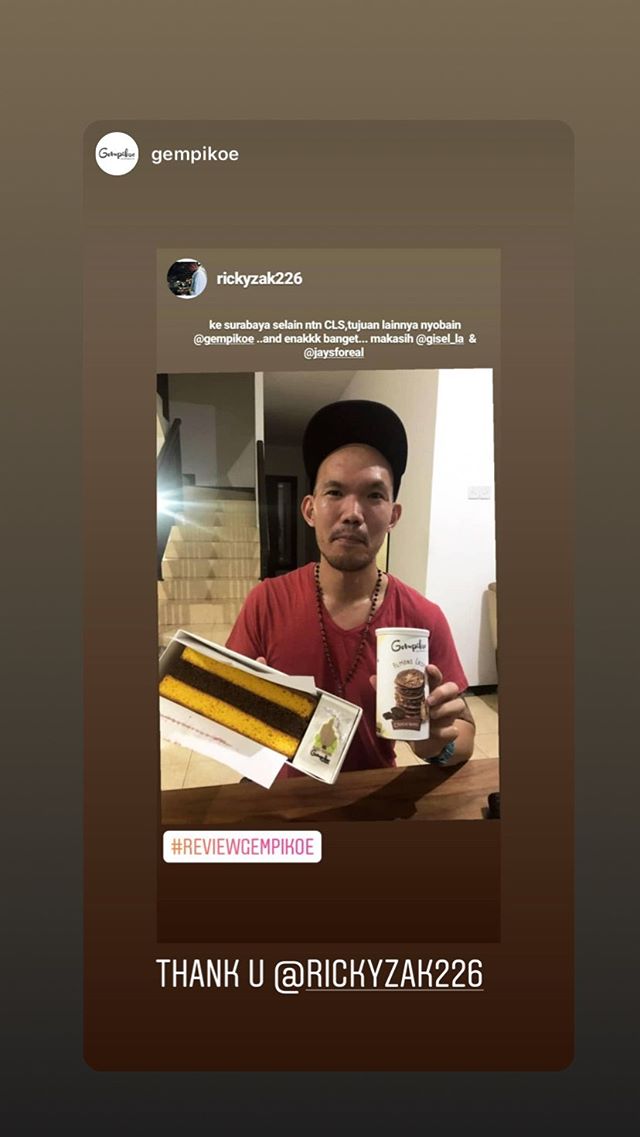 Gempikoe
gempikoe
rickyzak226
ke surabaya selain ntn CLS,tujuan lainnya nyobain
@gempikoe ..and enakkk banget... makasih @gisel_la &
@jaysforeal
Gempikoe
ALMOND
#REVIEWGEMPIKOE
THANK U @RICKYZAK226